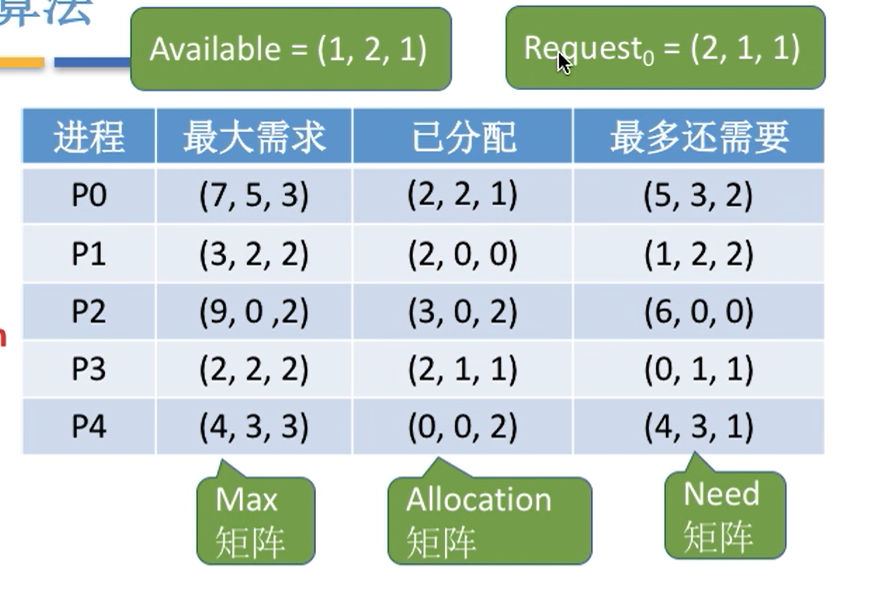 算法
Available = (1, 2, 1)
Request₀ = (2, 1, 1)
进程 最大需求 已分配 最多还需要
P0 (7, 5, 3) (2, 2, 1) (5, 3, 2)
P1 (3, 2, 2) (2, 0, 0) (1, 2, 2)
P2 (9, 0 ,2) (3, 0, 2) (6, 0, 0)
P3 (2, 2, 2) (2, 1, 1) (0, 1, 1)
P4 (4, 3, 3) (0, 0, 2) (4, 3, 1)
Max
矩阵
Allocation
矩阵
Need
矩阵